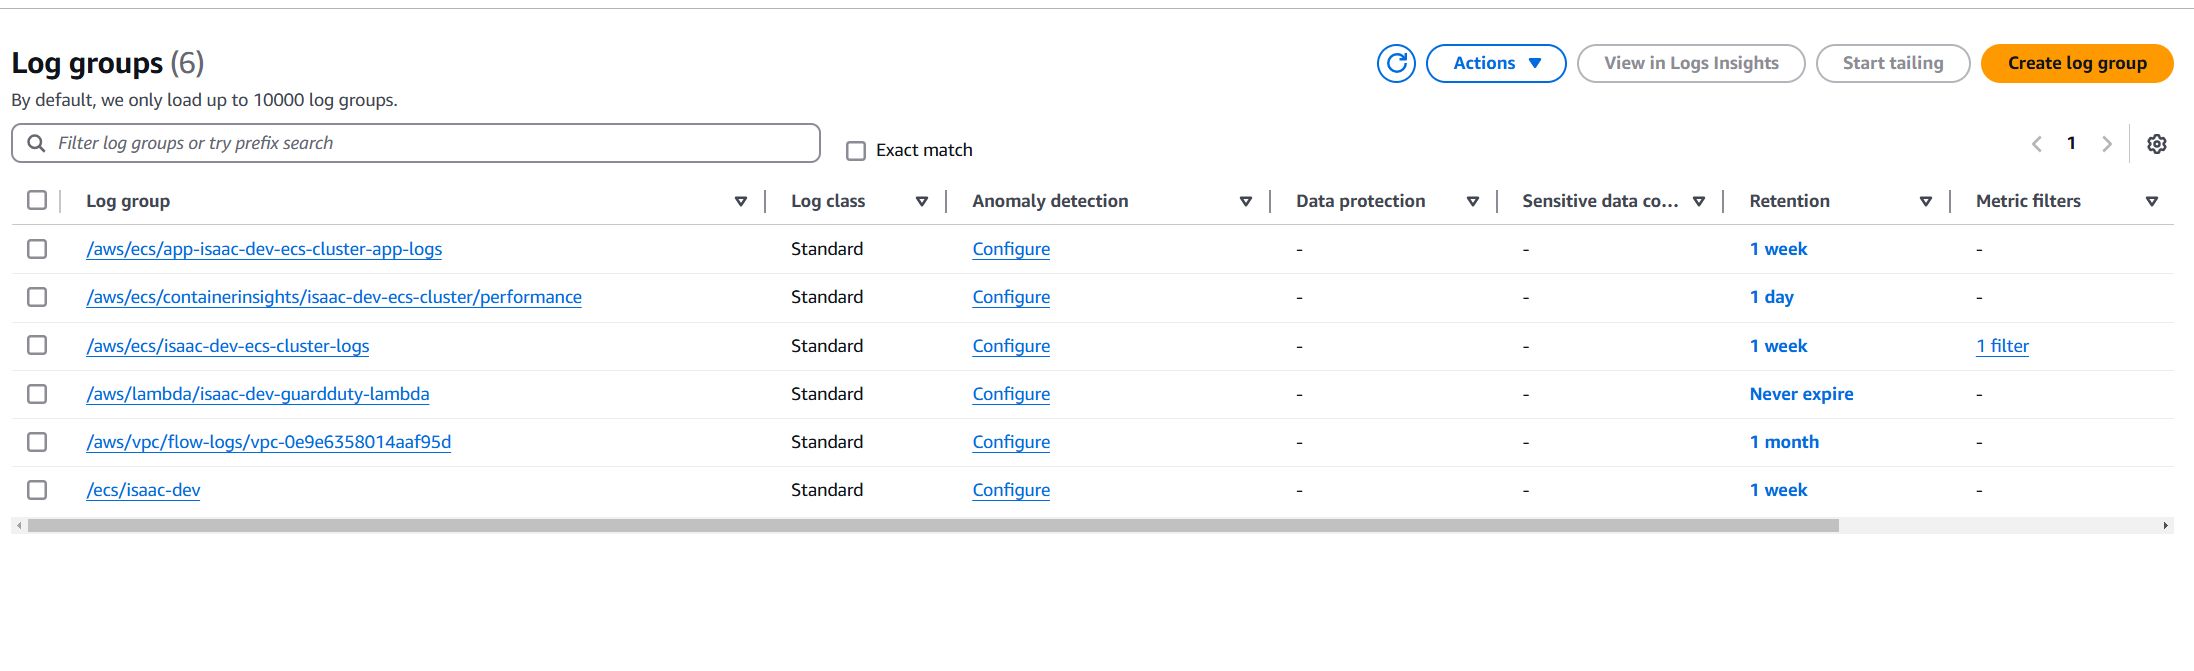 Log groups (6)
Actions
View in Logs Insights
Start tailing
Create log group
By default, we only load up to 10000 log groups.
Filter log groups or try prefix search
Exact match
1
Log group Log class Anomaly detection Data protection Sensitive data co... Retention Metric filters
/aws/ecs/app-isaac-dev-ecs-cluster-app-logs Standard Configure - - 1 week -
/aws/ecs/containerinsights/isaac-dev-ecs-cluster/performance Standard Configure - - 1 day -
/aws/ecs/isaac-dev-ecs-cluster-logs Standard Configure - - 1 week 1 filter
/aws/lambda/isaac-dev-guardduty-lambda Standard Configure - - Never expire -
/aws/vpc/flow-logs/vpc-0e9e6358014aaf95d Standard Configure - - 1 month -
/ecs/isaac-dev Standard Configure - - 1 week -